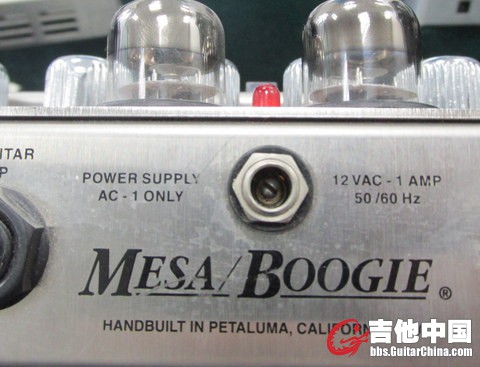 POWER SUPPLY
AC - 1 ONLY
12 VAC - 1 AMP
50 /60 Hz
MESA/BOOGIE ®
HANDBUILT IN PETALUMA,
吉他中国
bbs.GuitarChina.com